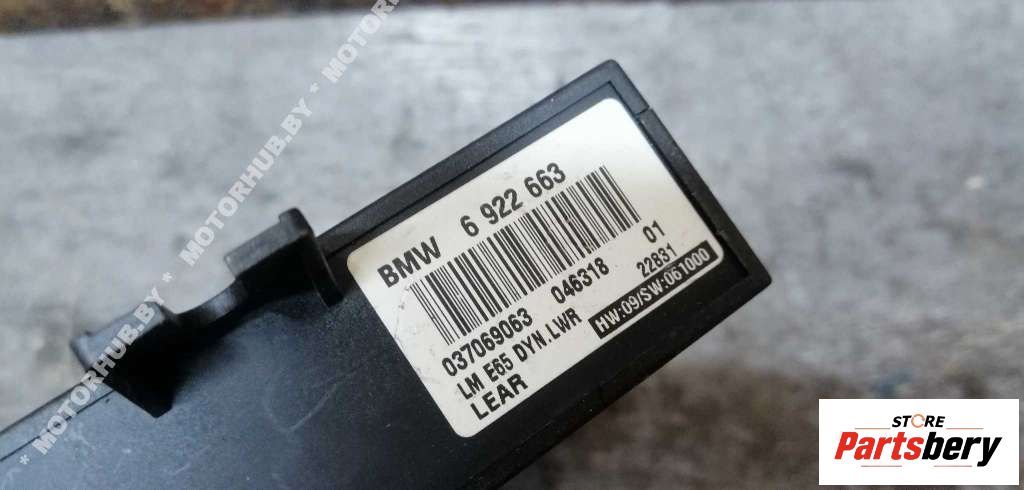 * MOTORHUB.BY * MOTORHUB.BY * MOTORHUB.BY *
BMW 6 922 663
037069063 046318 01
LM E65 DYN.LWR 22831
LEAR HW:09/SW:061000
STORE
Partsbery